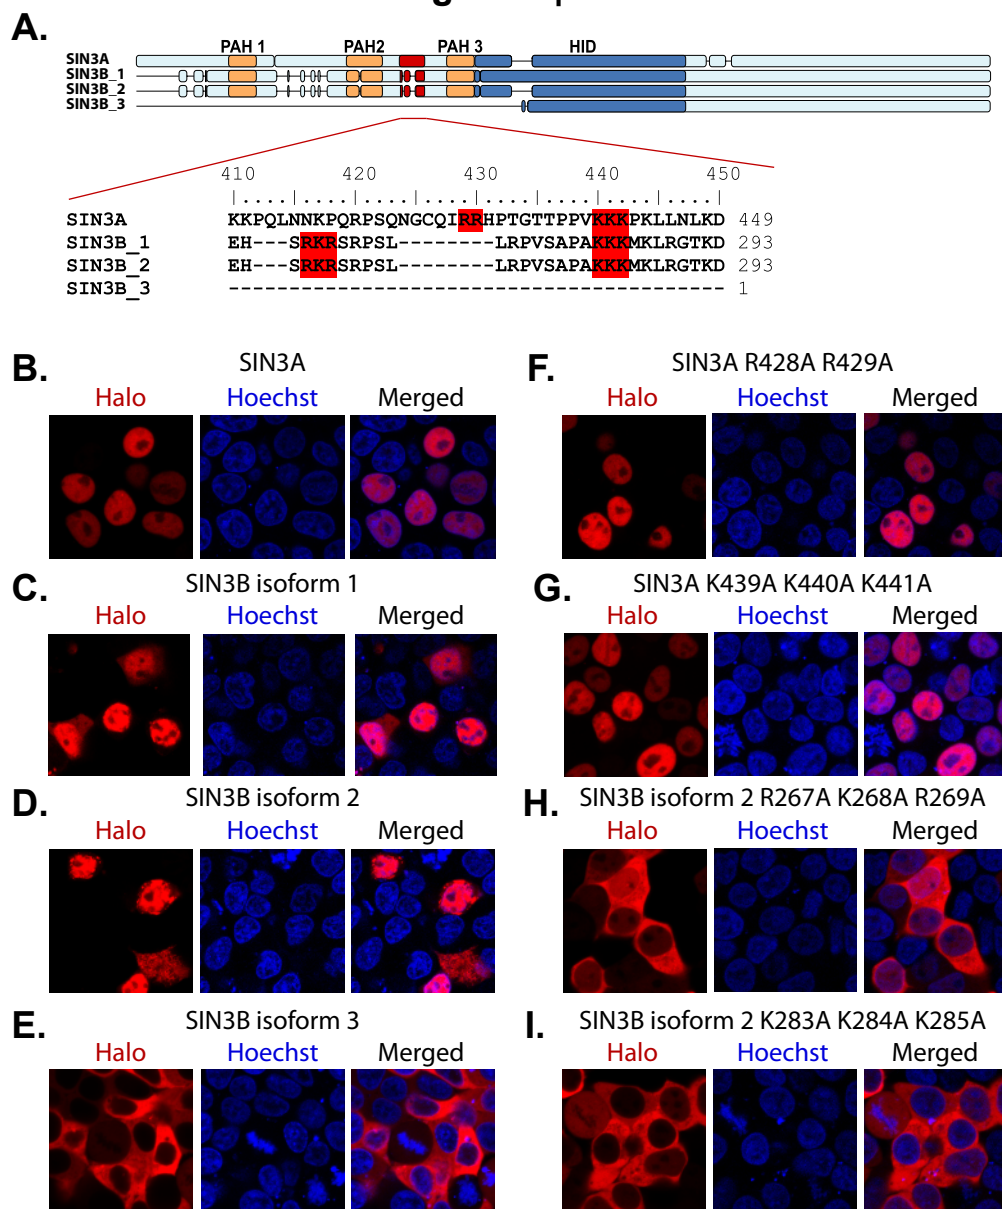 A.
PAH 1 PAH2 PAH 3 HID
SIN3A
SIN3B_1
SIN3B_2
SIN3B_3
410 420 430 440 450
SIN3A KKPQLNNKPQRPSQNGCQIRRHPTGTTPPVKKKPKLLNLKD 449
SIN3B_1 EH---SRKRSRPSL--------LRPVSAPAKKKMKLRGTKD 293
SIN3B_2 EH---SRKRSRPSL--------LRPVSAPAKKKMKLRGTKD 293
SIN3B_3 ----------------------------------------- 1
B. SIN3A
Halo Hoechst Merged
C. SIN3B isoform 1
Halo Hoechst Merged
D. SIN3B isoform 2
Halo Hoechst Merged
E. SIN3B isoform 3
Halo Hoechst Merged
F. SIN3A R428A R429A
Halo Hoechst Merged
G. SIN3A K439A K440A K441A
Halo Hoechst Merged
H. SIN3B isoform 2 R267A K268A R269A
Halo Hoechst Merged
I. SIN3B isoform 2 K283A K284A K285A
Halo Hoechst Merged